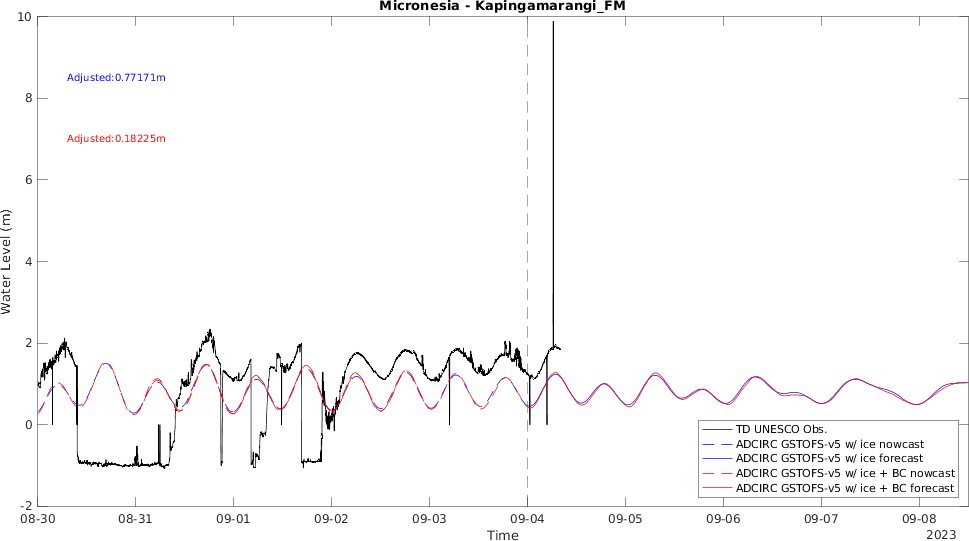 Micronesia - Kapingamarangi_FM
10
8
6
4
2
0
-2
Water Level (m)
Adjusted:0.77171m
Adjusted:0.18225m
TD UNESCO Obs.
ADCIRC GSTOFS-v5 w/ ice nowcast
ADCIRC GSTOFS-v5 w/ ice forecast
ADCIRC GSTOFS-v5 w/ ice + BC nowcast
ADCIRC GSTOFS-v5 w/ ice + BC forecast
08-30 08-31 09-01 09-02 09-03 09-04 09-05 09-06 09-07 09-08
Time
2023